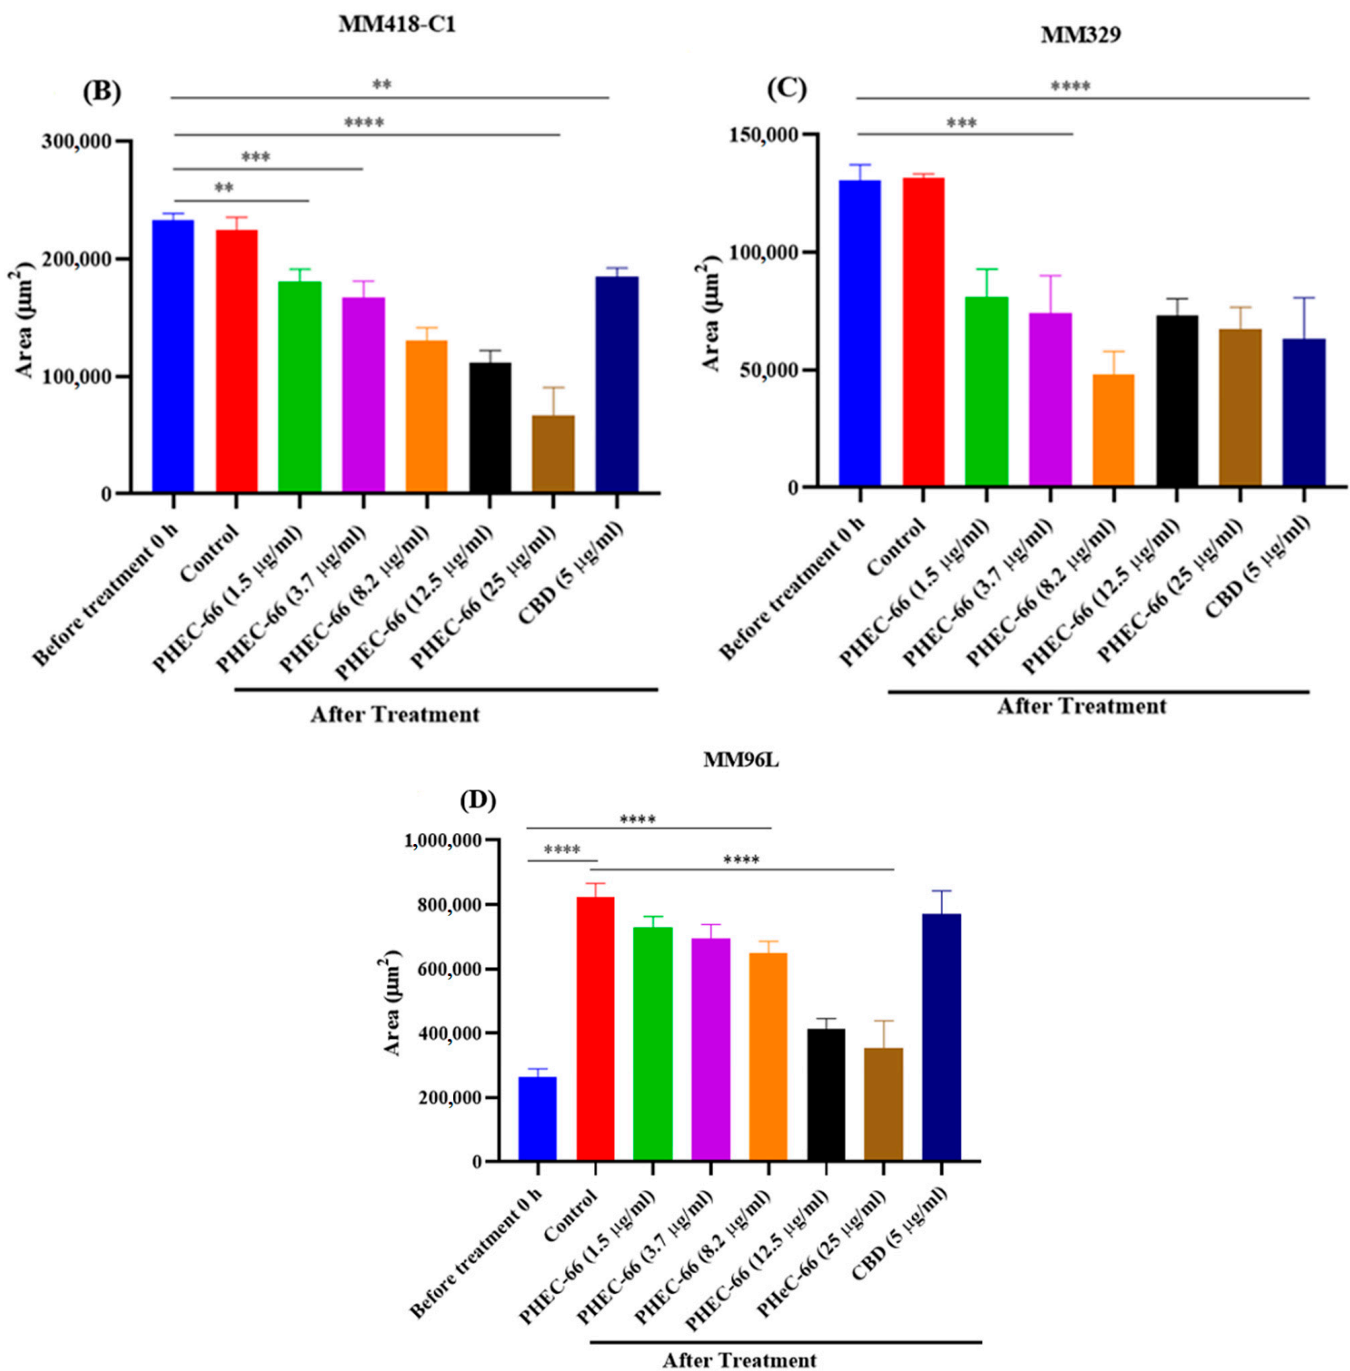 MM418-C1
(B)
**
****
***
**
300,000
200,000
100,000
0
Area (μm²)
Before treatment 0 h
Control
PHEC-66 (1.5 μg/ml)
PHEC-66 (3.7 μg/ml)
PHEC-66 (8.2 μg/ml)
PHEC-66 (12.5 μg/ml)
PHEC-66 (25 μg/ml)
CBD (5 μg/ml)
After Treatment
MM329
(C)
****
***
150,000
100,000
50,000
0
Area (μm²)
Before treatment 0 h
Control
PHEC-66 (1.5 μg/ml)
PHEC-66 (3.7 μg/ml)
PHEC-66 (8.2 μg/ml)
PHEC-66 (12.5 μg/ml)
PHEC-66 (25 μg/ml)
CBD (5 μg/ml)
After Treatment
MM96L
(D)
****
****
****
1,000,000
800,000
600,000
400,000
200,000
0
Area (μm²)
Before treatment 0 h
Control
PHEC-66 (1.5 μg/ml)
PHEC-66 (3.7 μg/ml)
PHEC-66 (8.2 μg/ml)
PHEC-66 (12.5 μg/ml)
PHeC-66 (25 μg/ml)
CBD (5 μg/ml)
After Treatment